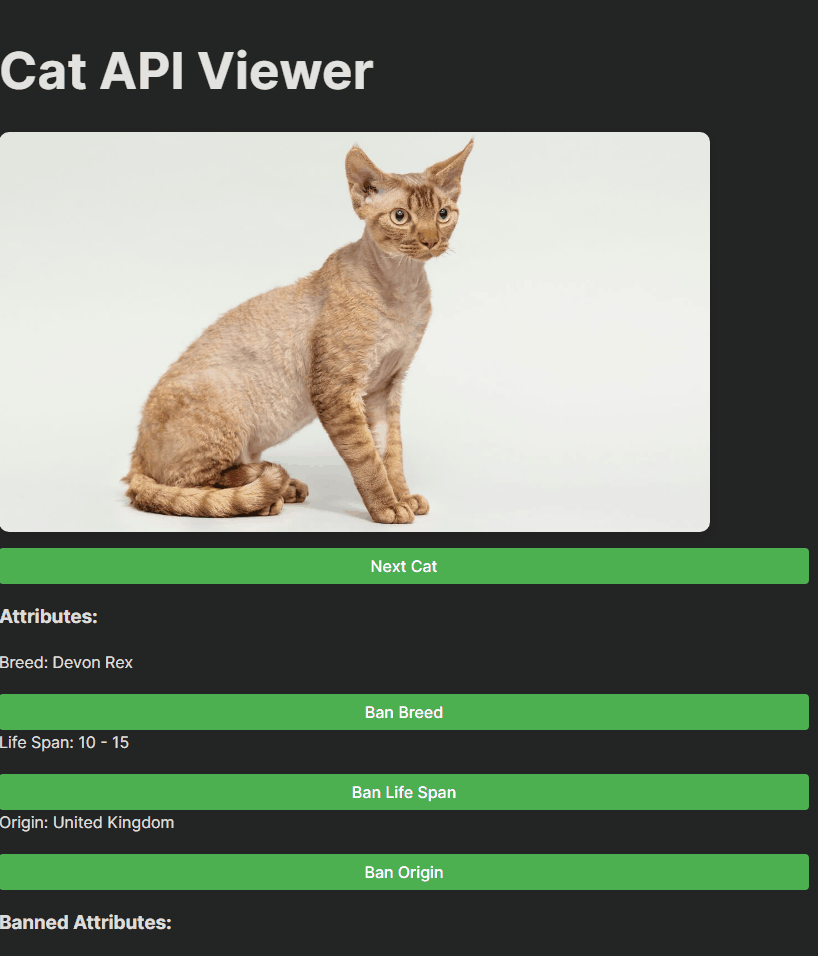 Cat API Viewer
Next Cat
Attributes:
Breed: Devon Rex
Ban Breed
Life Span: 10 - 15
Ban Life Span
Origin: United Kingdom
Ban Origin
Banned Attributes: